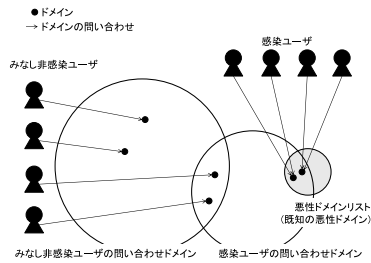 ドメイン
ドメインの問い合わせ
感染ユーザ
みなし非感染ユーザ
悪性ドメインリスト
(既知の悪性ドメイン)
みなし非感染ユーザの問い合わせドメイン
感染ユーザの問い合わせドメイン